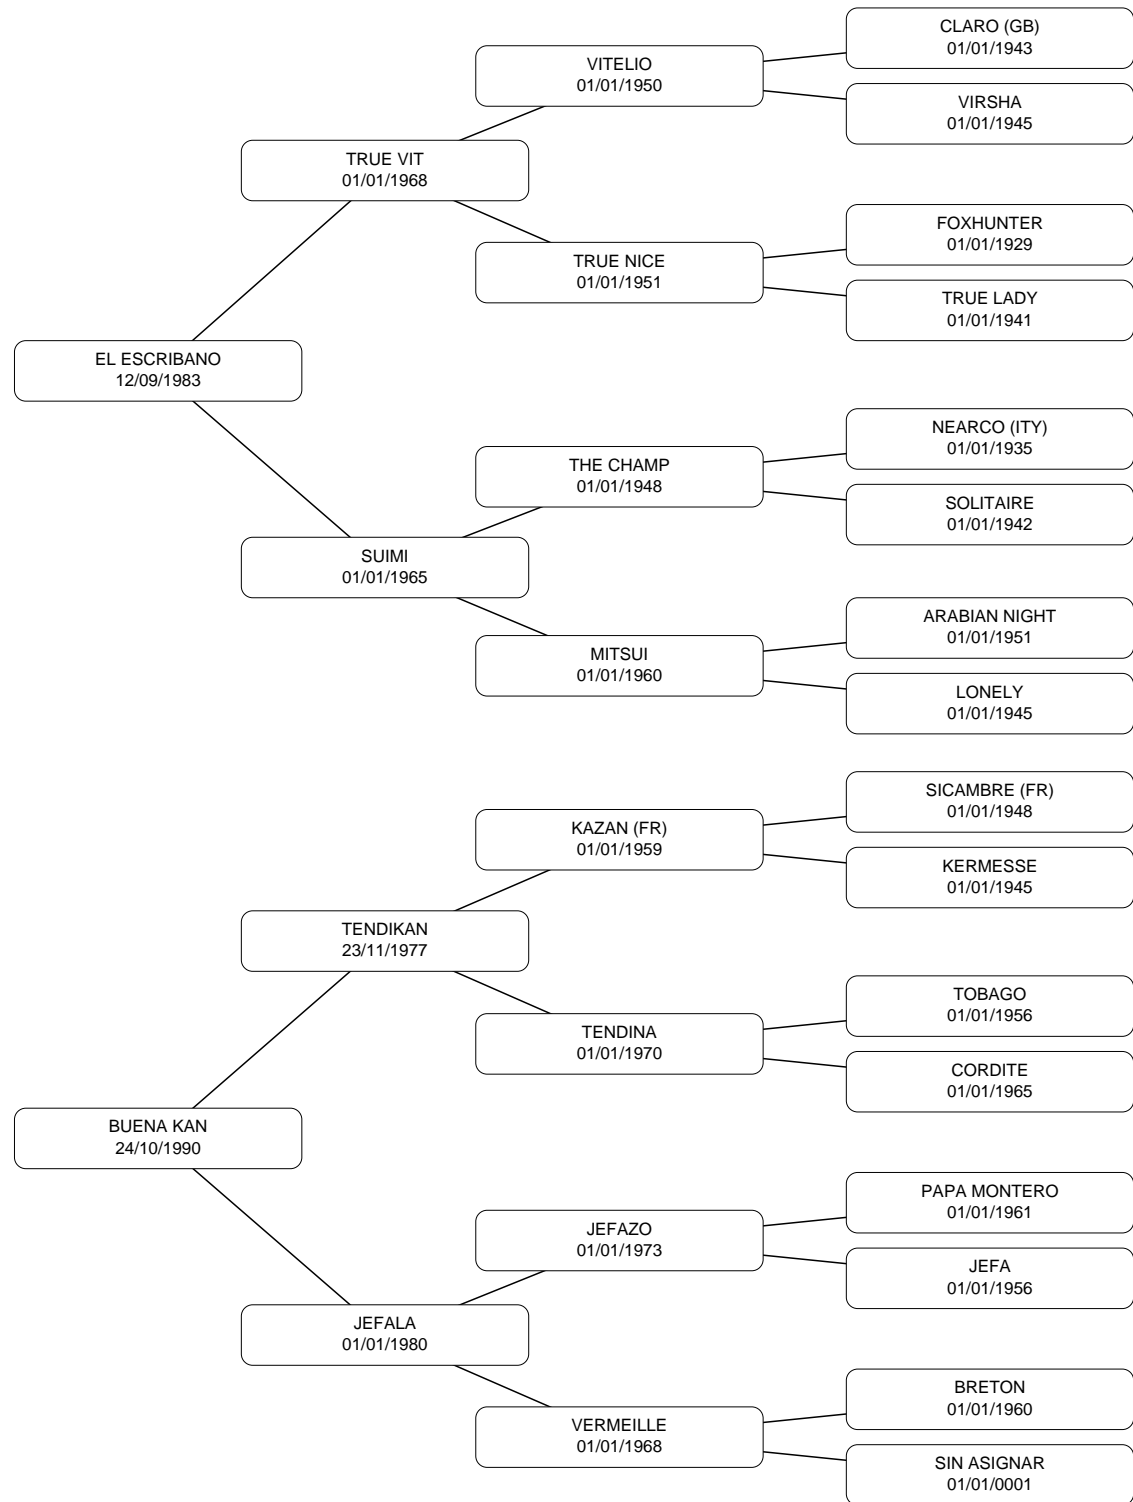 CLARO (GB)
01/01/1943
VITELIO
01/01/1950
VIRSHA
01/01/1945
TRUE VIT
01/01/1968
FOXHUNTER
01/01/1929
TRUE NICE
01/01/1951
TRUE LADY
01/01/1941
EL ESCRIBANO
12/09/1983
NEARCO (ITY)
01/01/1935
THE CHAMP
01/01/1948
SOLITAIRE
01/01/1942
SUIMI
01/01/1965
ARABIAN NIGHT
01/01/1951
MITSUI
01/01/1960
LONELY
01/01/1945
SICAMBRE (FR)
01/01/1948
KAZAN (FR)
01/01/1959
KERMESSE
01/01/1945
TENDIKAN
23/11/1977
TOBAGO
01/01/1956
TENDINA
01/01/1970
CORDITE
01/01/1965
BUENA KAN
24/10/1990
PAPA MONTERO
01/01/1961
JEFAZO
01/01/1973
JEFA
01/01/1956
JEFALA
01/01/1980
BRETON
01/01/1960
VERMEILLE
01/01/1968
SIN ASIGNAR
01/01/0001